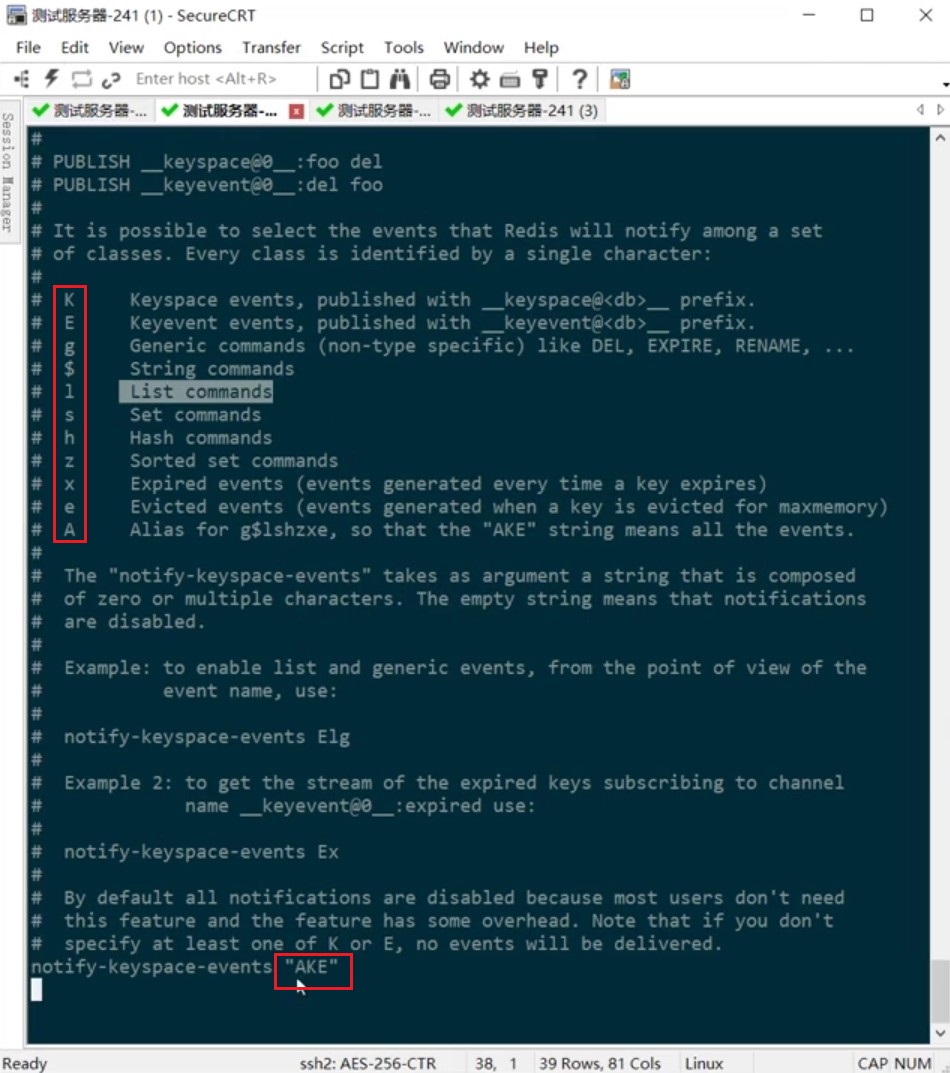 测试服务器-241 (1) - SecureCRT
File Edit View Options Transfer Script Tools Window Help
Enter host <Alt+R>
测试服务器-... 测试服务器-... 测试服务器-... 测试服务器-241 (3)
Session Manager
#
# PUBLISH __keyspace@0__:foo del
# PUBLISH __keyevent@0__:del foo
#
# It is possible to select the events that Redis will notify among a set
# of classes. Every class is identified by a single character:
#
# K Keyspace events, published with __keyspace@<db>__ prefix.
# E Keyevent events, published with __keyevent@<db>__ prefix.
# g Generic commands (non-type specific) like DEL, EXPIRE, RENAME, ...
# $ String commands
# l List commands
# s Set commands
# h Hash commands
# z Sorted set commands
# x Expired events (events generated every time a key expires)
# e Evicted events (events generated when a key is evicted for maxmemory)
# A Alias for g$lshzxe, so that the "AKE" string means all the events.
#
# The "notify-keyspace-events" takes as argument a string that is composed
# of zero or multiple characters. The empty string means that notifications
# are disabled.
#
# Example: to enable list and generic events, from the point of view of the
# event name, use:
#
# notify-keyspace-events Elg
#
# Example 2: to get the stream of the expired keys subscribing to channel
# name __keyevent@0__:expired use:
#
# notify-keyspace-events Ex
#
# By default all notifications are disabled because most users don't need
# this feature and the feature has some overhead. Note that if you don't
# specify at least one of K or E, no events will be delivered.
notify-keyspace-events "AKE"
Ready ssh2: AES-256-CTR 38, 1 39 Rows, 81 Cols Linux CAP NUM